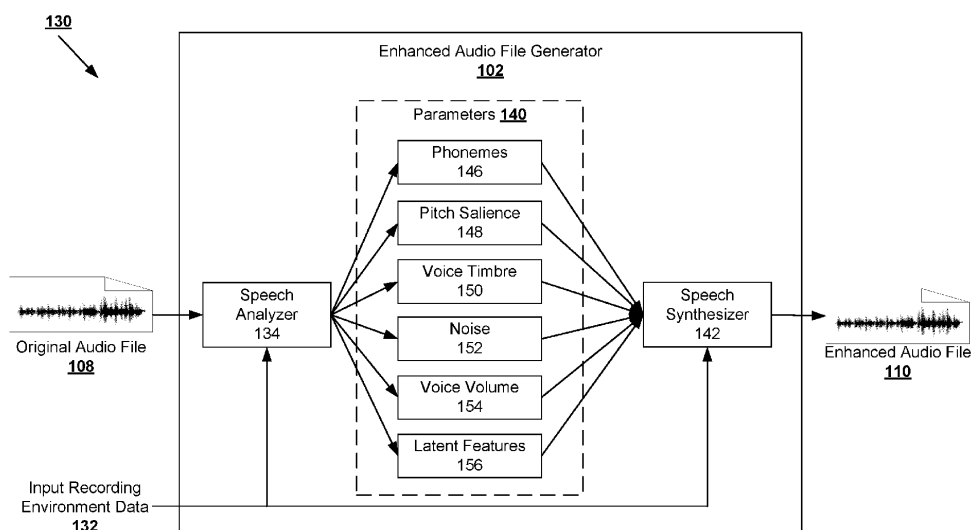 130
Enhanced Audio File Generator
102
Parameters 140
Phonemes
146
Pitch Salience
148
Voice Timbre
150
Noise
152
Voice Volume
154
Latent Features
156
Speech
Analyzer
134
Speech
Synthesizer
142
Original Audio File
108
Enhanced Audio File
110
Input Recording
Environment Data
132